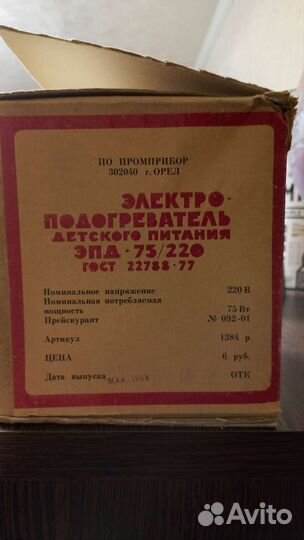 ПО ПРОМПРИБОР
302040 г. ОРЕЛ
ЭЛЕКТРО-
ПОДОГРЕВАТЕЛЬ
ДЕТСКОГО ПИТАНИЯ
ЭПД·75/220
ГОСТ 22788·77
Номинальное напряжение 220 В
Номинальная потребляемая
мощность 75 Вт
Прейскурант № 092-01
Артикул 1384 р
ЦЕНА 6 руб.
Дата выпуска ОТК
Avito